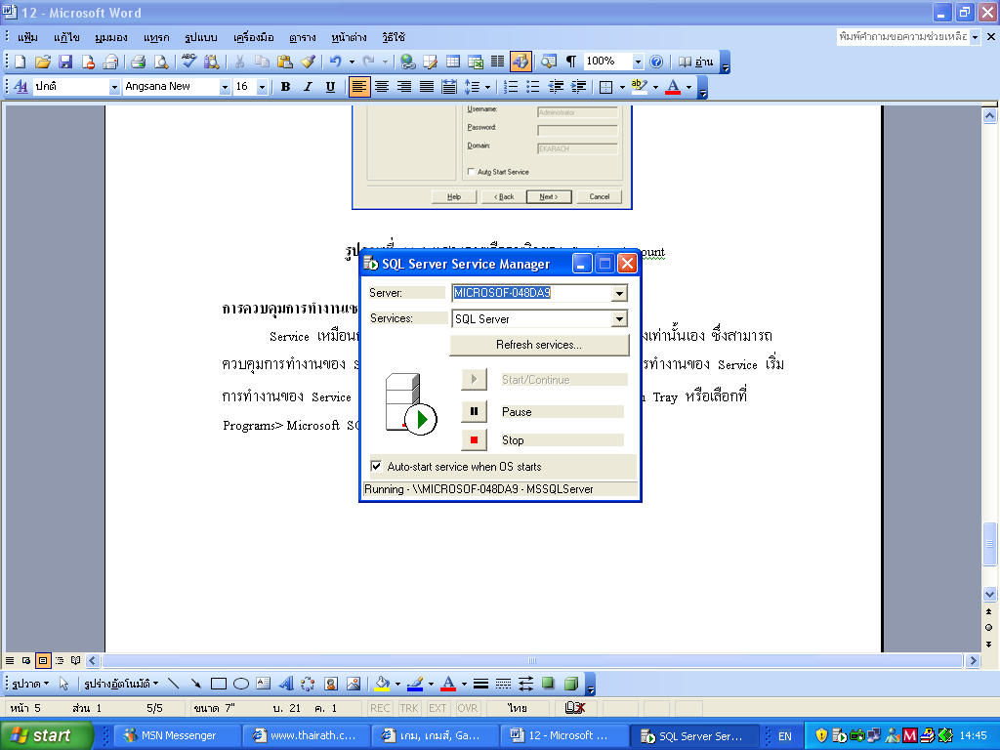 12 - Microsoft Word
แฟ้ม แก้ไข มุมมอง แทรก รูปแบบ เครื่องมือ ตาราง หน้าต่าง วิธีใช้ พิมพ์คำถามขอความช่วยเหลือ
100% อ่าน
ปกติ Angsana New 16 B I U
Username: Administrator
Password:
Domain: EKARACH
Auto Start Service
Help < Back Next > Cancel
SQL Server Service Manager
Server: MICROSOF-048DA9
Services: SQL Server
Refresh services...
Start/Continue
Pause
Stop
Auto-start service when OS starts
Running - \\MICROSOF-048DA9 - MSSQLServer
ount
การควบคุมการทำงาน
Service เหมือน งเท่านั้นเอง ซึ่งสามารถ
ควบคุมการทำงานของ รทำงานของ Service เริ่ม
การทำงานของ Service Tray หรือเลือกที่
Programs> Microsoft
รูปวาด รูปร่างอัตโนมัติ
หน้า 5 ส่วน 1 5/5 ขนาด 7" บ. 21 ค. 1 REC TRK EXT OVR ไทย
start MSN Messenger www.thairath.c... เกม, เกมส์, Ga... 12 - Microsoft ... SQL Server Ser... EN 14:45